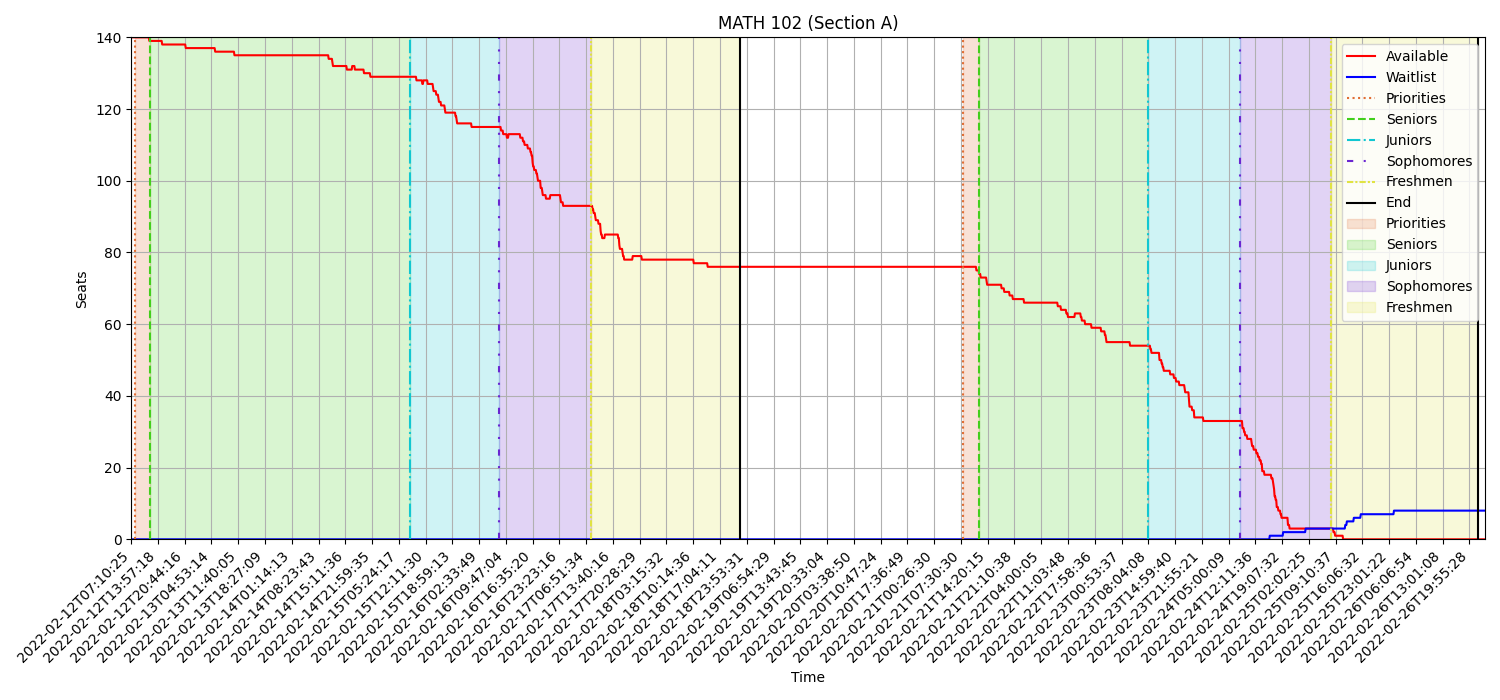 MATH 102 (Section A)
Seats
140
120
100
80
60
40
20
0
Available
Waitlist
Priorities
Seniors
Juniors
Sophomores
Freshmen
End
Priorities
Seniors
Juniors
Sophomores
Freshmen
2022-02-12T07:10:25
2022-02-12T13:57:18
2022-02-12T20:44:16
2022-02-13T04:53:14
2022-02-13T11:40:05
2022-02-13T18:27:09
2022-02-14T01:14:13
2022-02-14T08:23:43
2022-02-14T15:11:36
2022-02-14T21:59:35
2022-02-15T05:24:17
2022-02-15T12:11:30
2022-02-15T18:59:13
2022-02-16T02:33:49
2022-02-16T09:47:04
2022-02-16T16:35:20
2022-02-16T23:23:16
2022-02-17T06:51:34
2022-02-17T13:40:16
2022-02-17T20:28:29
2022-02-18T03:15:32
2022-02-18T10:14:36
2022-02-18T17:04:11
2022-02-18T23:53:31
2022-02-19T06:54:29
2022-02-19T13:43:45
2022-02-19T20:33:04
2022-02-20T03:38:50
2022-02-20T10:47:24
2022-02-20T17:36:49
2022-02-21T00:26:30
2022-02-21T07:30:30
2022-02-21T14:20:15
2022-02-21T21:10:38
2022-02-22T04:00:05
2022-02-22T11:03:48
2022-02-22T17:58:36
2022-02-23T00:53:37
2022-02-23T08:04:08
2022-02-23T14:59:40
2022-02-23T21:55:21
2022-02-24T05:00:09
2022-02-24T12:11:36
2022-02-24T19:07:32
2022-02-25T02:02:25
2022-02-25T09:10:37
2022-02-25T16:06:32
2022-02-25T23:01:22
2022-02-26T06:06:54
2022-02-26T13:01:08
2022-02-26T19:55:28
Time